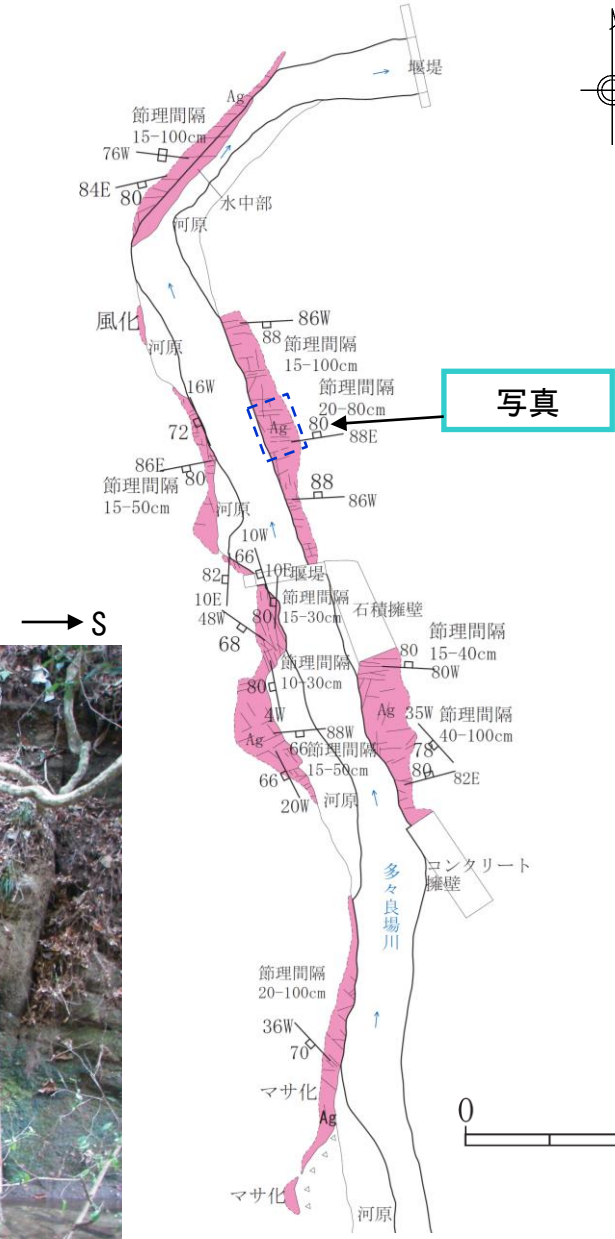 堰堤
Ag
節理間隔
15-100cm
76W
84E
80
水中部
河原
風化
河原
86W
88
節理間隔
15-100cm
節理間隔
20-80cm
写真
16W
80
Ag
88E
72
86E
80
節理間隔
15-50cm
88
86W
河原
10W
66
10E
堰堤
82
10E
石積擁壁
48W
80
節理間隔
15-30cm
S
68
80
節理間隔
15-40cm
80W
節理間隔
10-30cm
80
4W
Ag
35W
節理間隔
40-100cm
88W
Ag
78
66
節理間隔
15-50cm
80
82E
66
20W
河原
コンクリート
擁壁
多々良場川
節理間隔
20-100cm
36W
70
マサ化
Ag
0
マサ化
河原